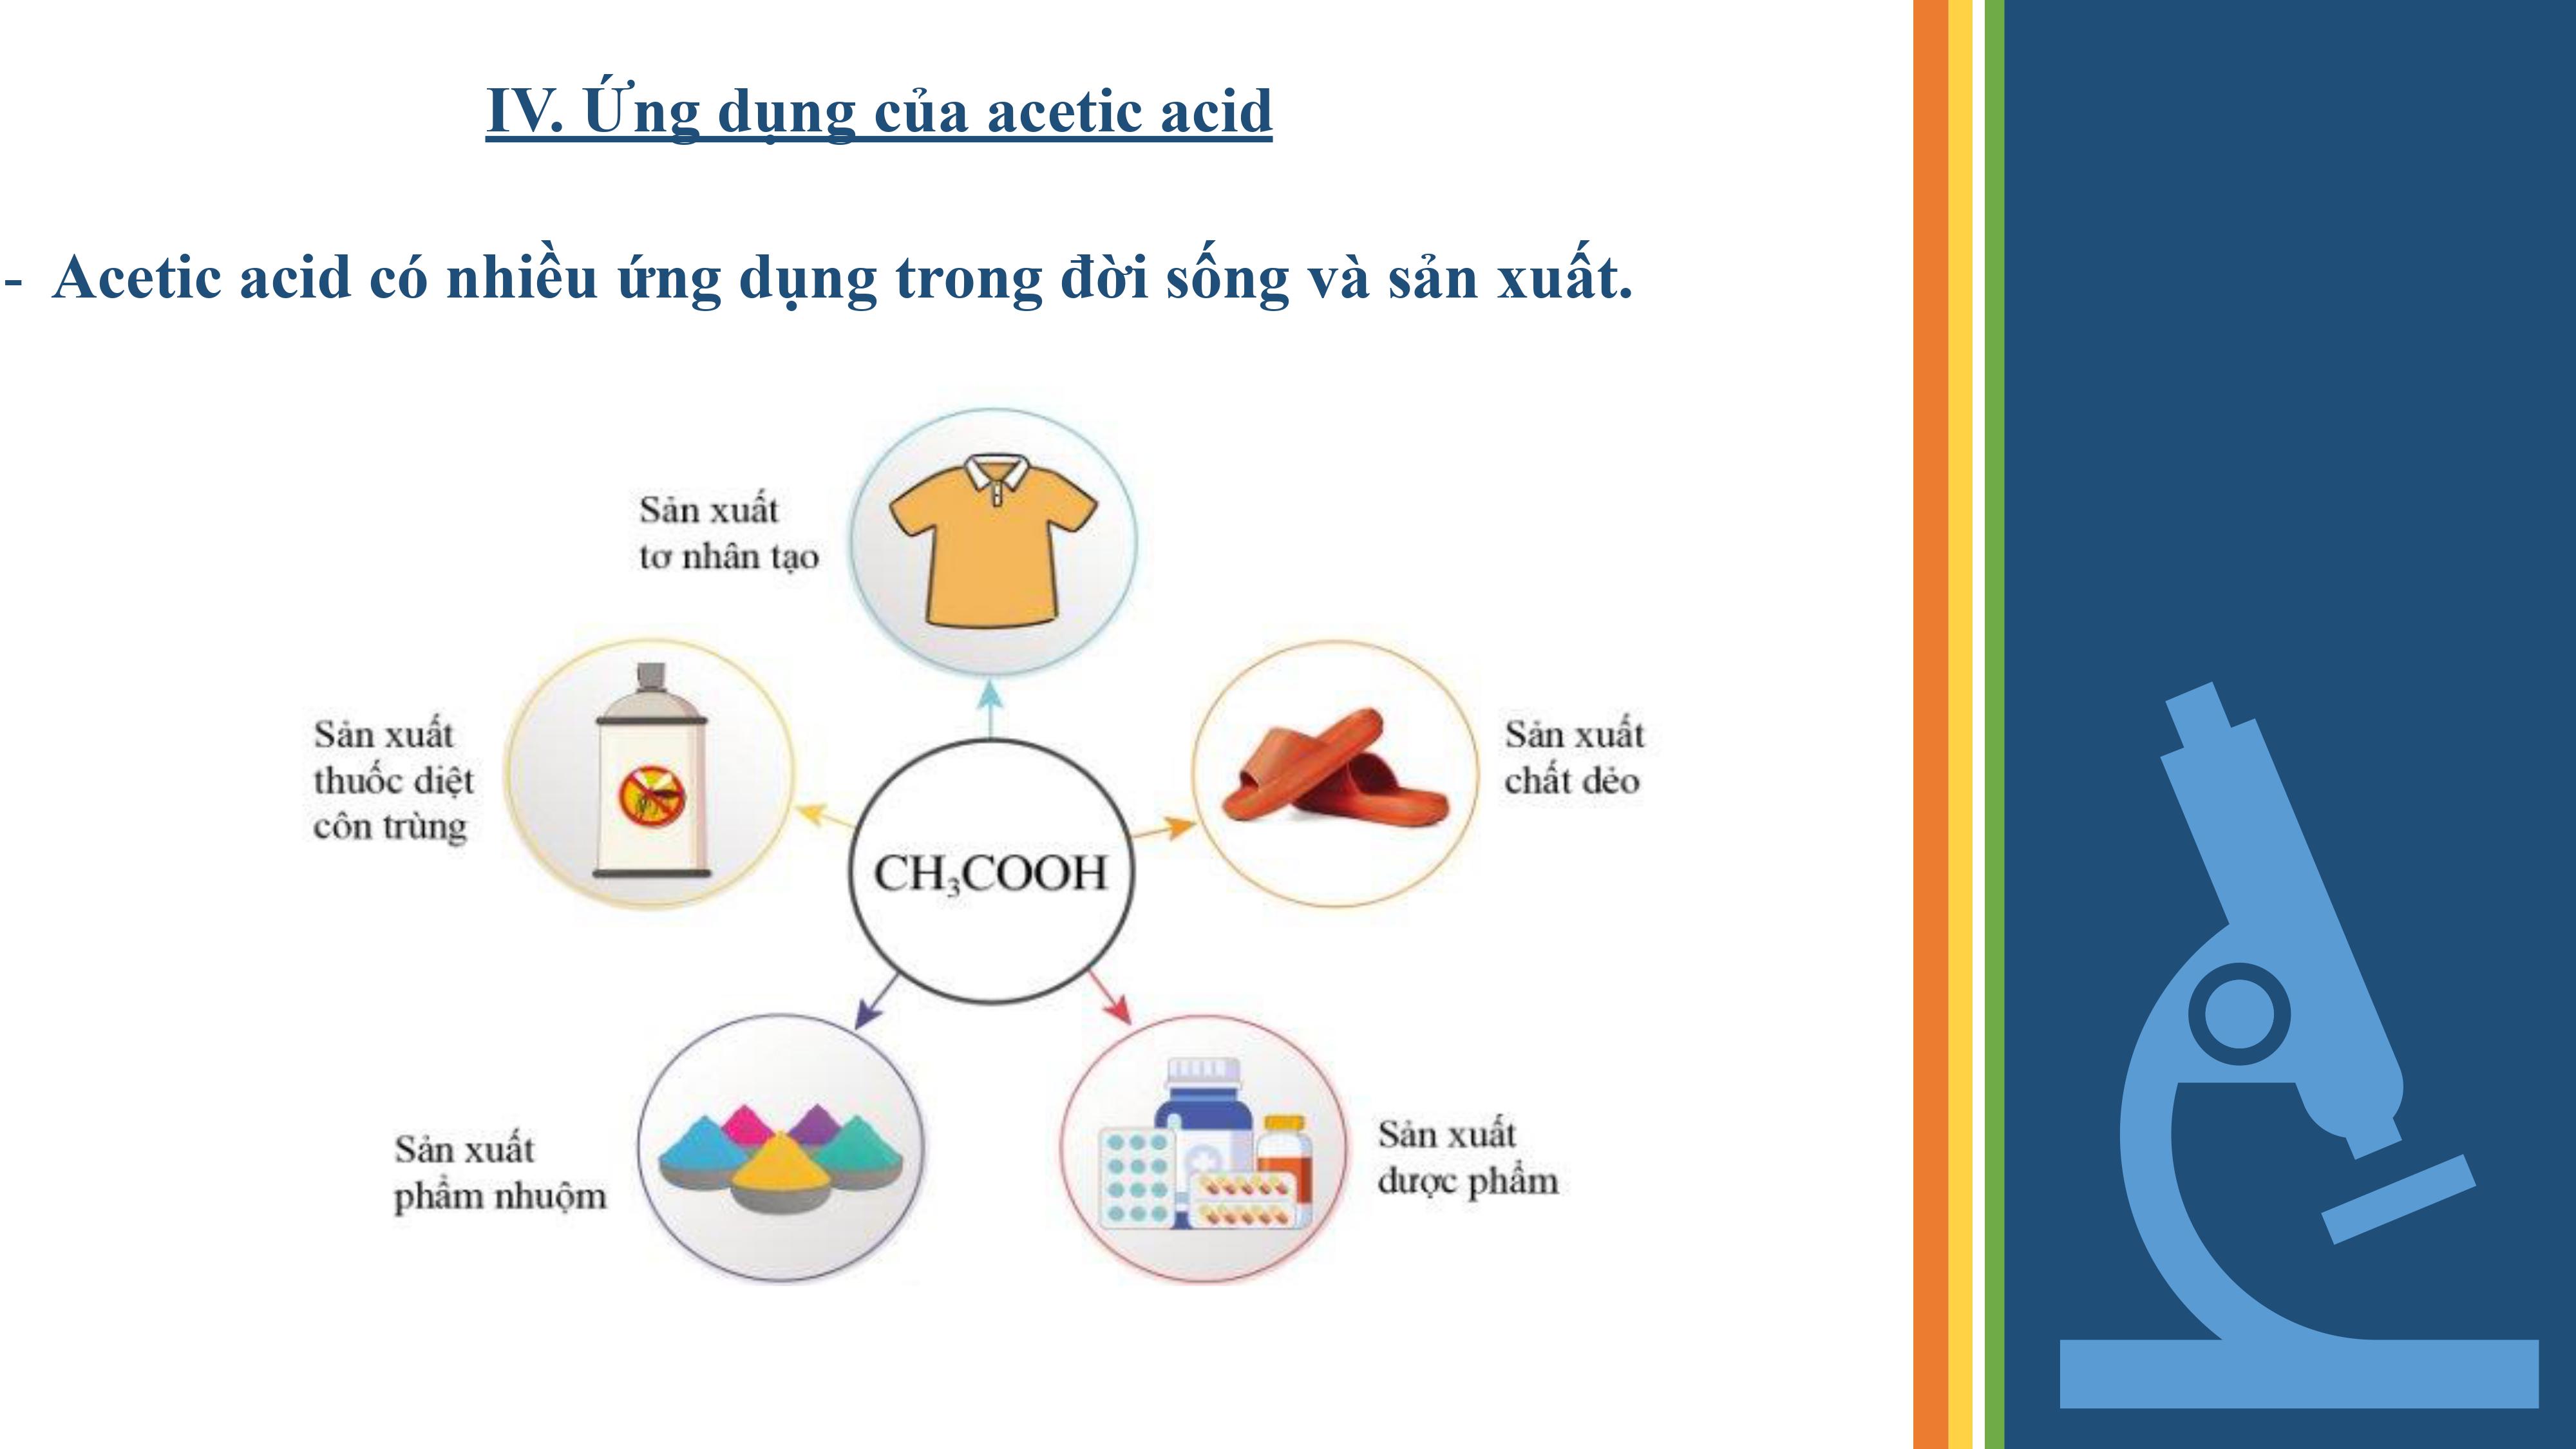 IV. Ứng dụng của acetic acid
- Acetic acid có nhiều ứng dụng trong đời sống và sản xuất.
Sản xuất
tơ nhân tạo
Sản xuất
thuốc diệt
côn trùng
Sản xuất
chất dẻo
CH₃COOH
Sản xuất
phẩm nhuộm
Sản xuất
dược phẩm